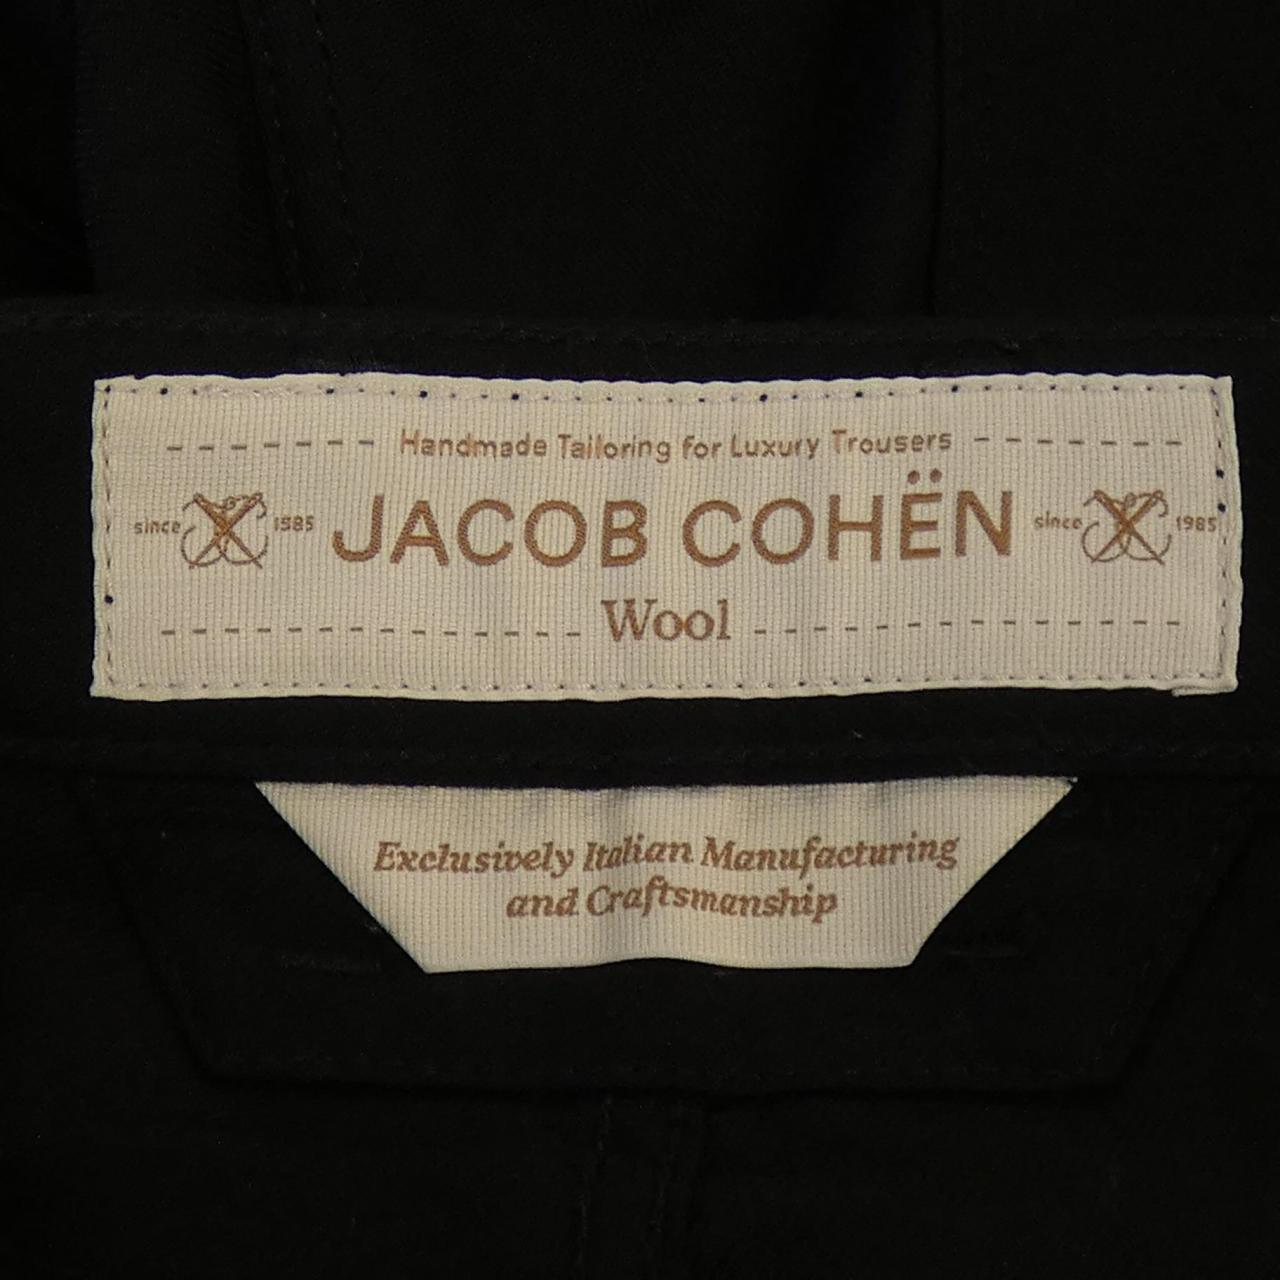 Handmade Tailoring for Luxury Trousers
since 1985 JACOB COHËN since 1985
Wool
Exclusively Italian Manufacturing
and Craftsmanship